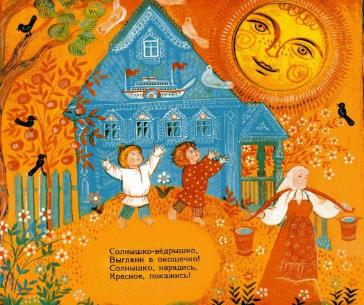 Солнышко-вёдрышко,
Выгляни в окошечко!
Солнышко, нарядись,
Красное, покажись!